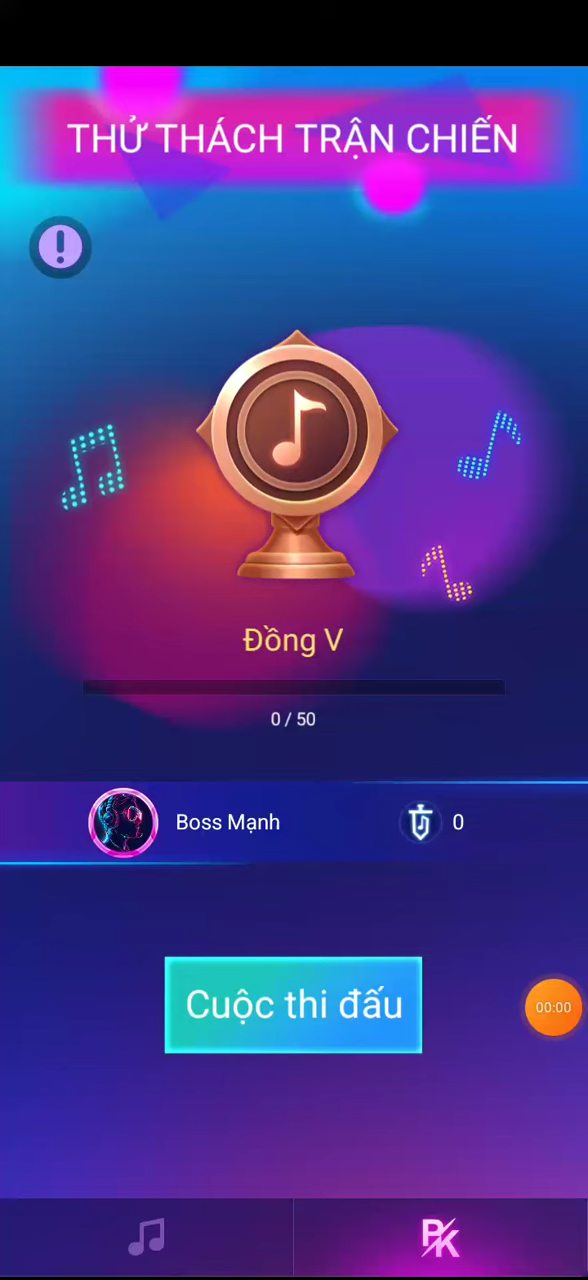 THỬ THÁCH TRẬN CHIẾN
Đồng V
0 / 50
Boss Mạnh
0
Cuộc thi đấu
00:00
PK